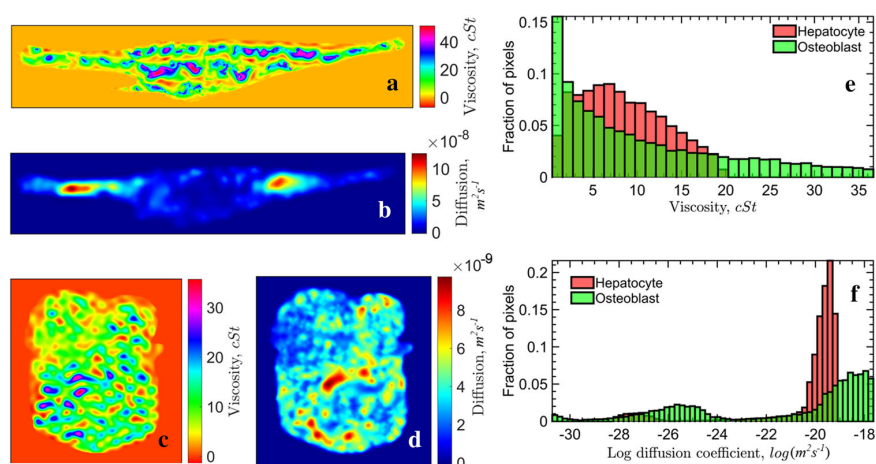 40
20
0
Viscosity, cSt
a
×10⁻⁸
10
5
0
Diffusion,
m²s⁻¹
b
30
20
10
0
Viscosity, cSt
c
×10⁻⁹
8
6
4
2
0
Diffusion, m²s⁻¹
d
0.15
0.1
0.05
0
Fraction of pixels
Hepatocyte
Osteoblast
e
5 10 15 20 25 30 35
Viscosity, cSt
0.2
0.15
0.1
0.05
0
Fraction of pixels
Hepatocyte
Osteoblast
f
-30 -28 -26 -24 -22 -20 -18
Log diffusion coefficient, log(m²s⁻¹)